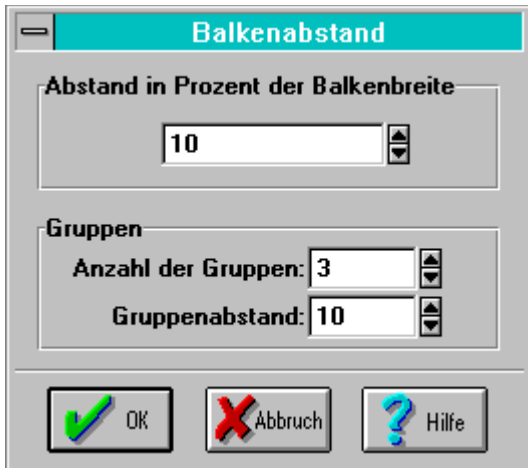 Balkenabstand
Abstand in Prozent der Balkenbreite
10
Gruppen
Anzahl der Gruppen: 3
Gruppenabstand: 10
OK Abbruch Hilfe